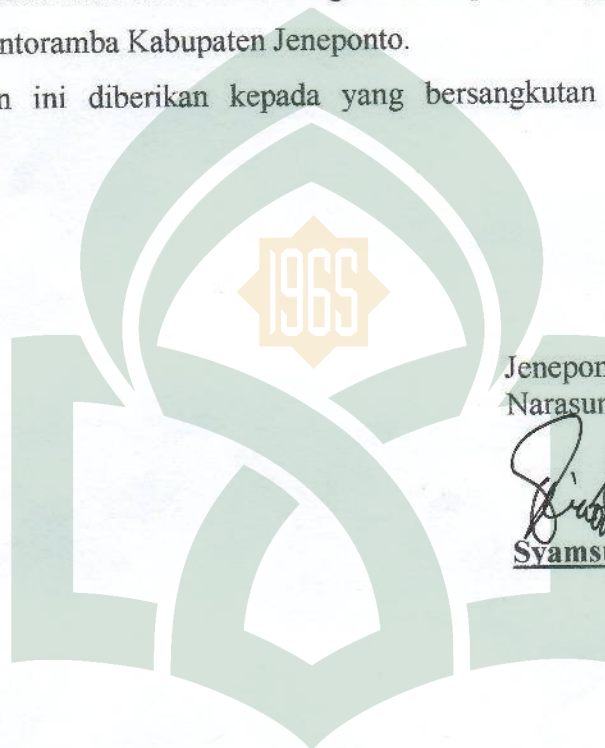 ntoramba Kabupaten Jeneponto.
n ini diberikan kepada yang bersangkutan
1965
Jenepon
Narasun
Syamsu